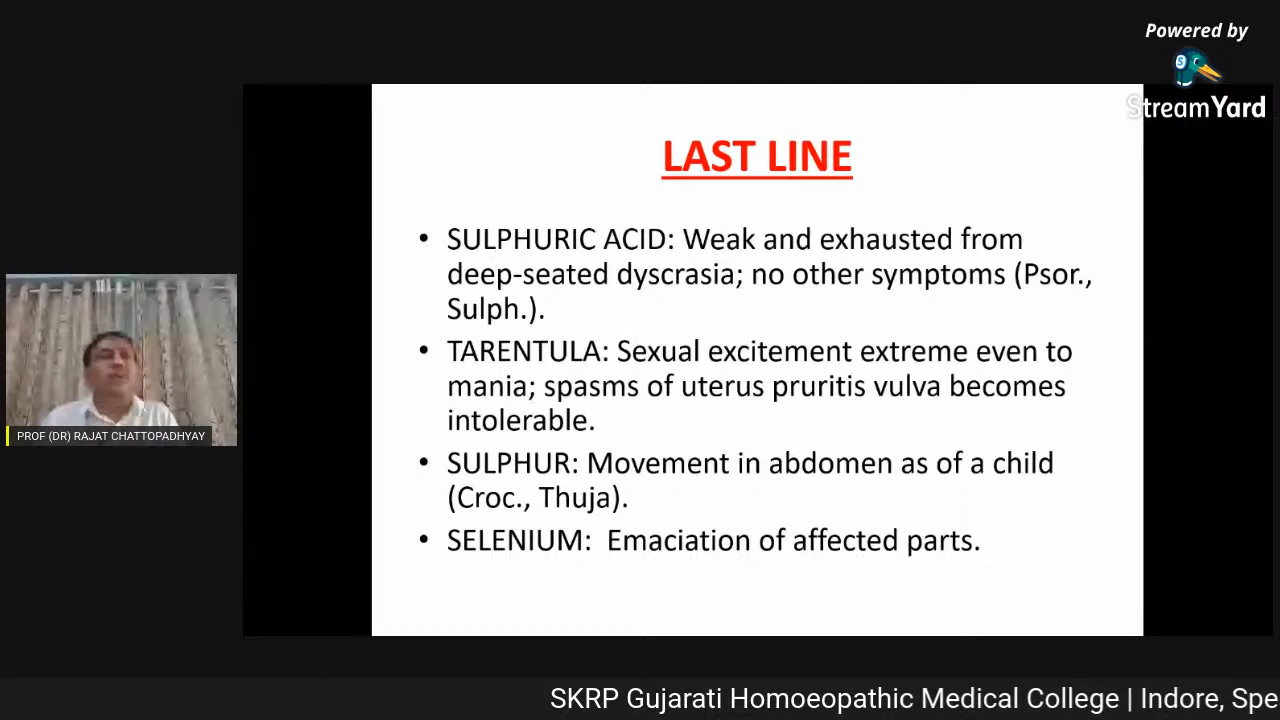 Powered by
StreamYard
LAST LINE
• SULPHURIC ACID: Weak and exhausted from
deep-seated dyscrasia; no other symptoms (Psor.,
Sulph.).
• TARENTULA: Sexual excitement extreme even to
mania; spasms of uterus pruritis vulva becomes
intolerable.
• SULPHUR: Movement in abdomen as of a child
(Croc., Thuja).
• SELENIUM: Emaciation of affected parts.
PROF (DR) RAJAT CHATTOPADHYAY
SKRP Gujarati Homoeopathic Medical College | Indore, Spe